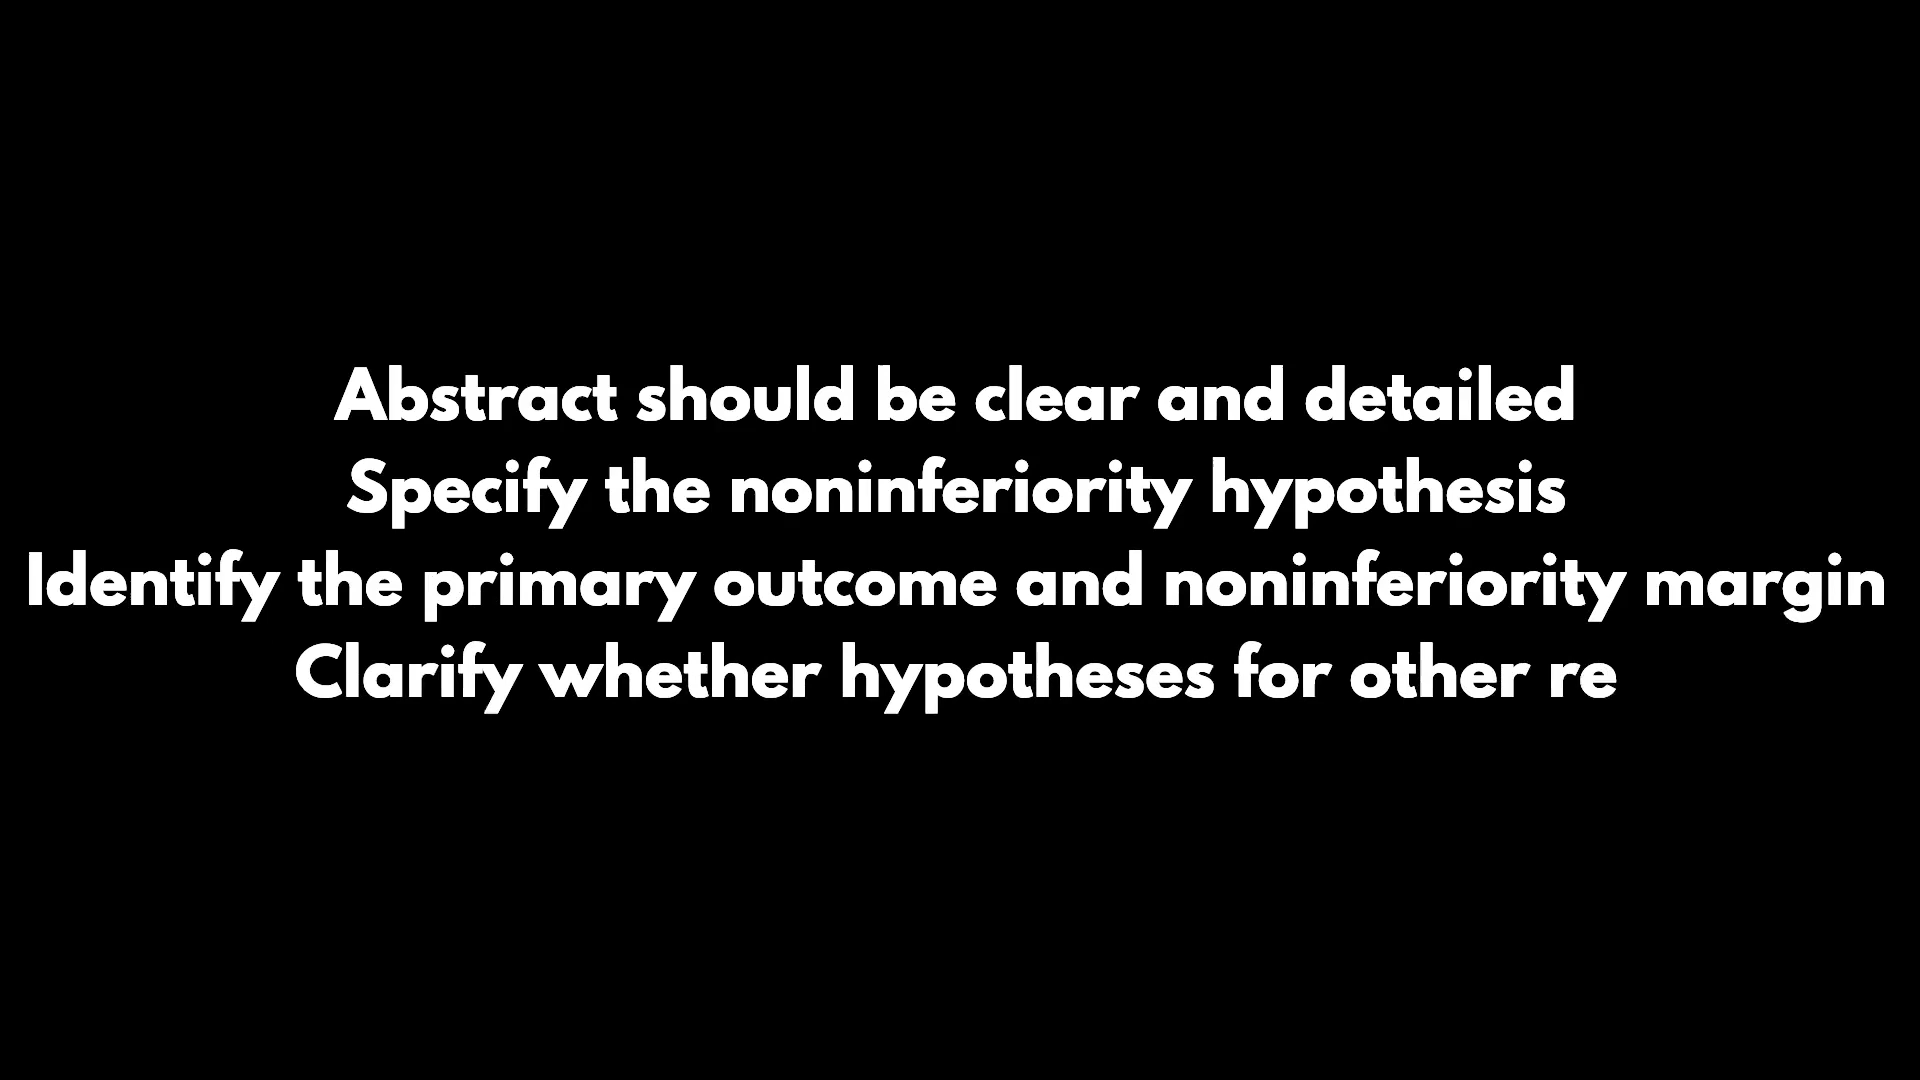 Abstract should be clear and detailed
Specify the noninferiority hypothesis
Identify the primary outcome and noninferiority margin
Clarify whether hypotheses for other re